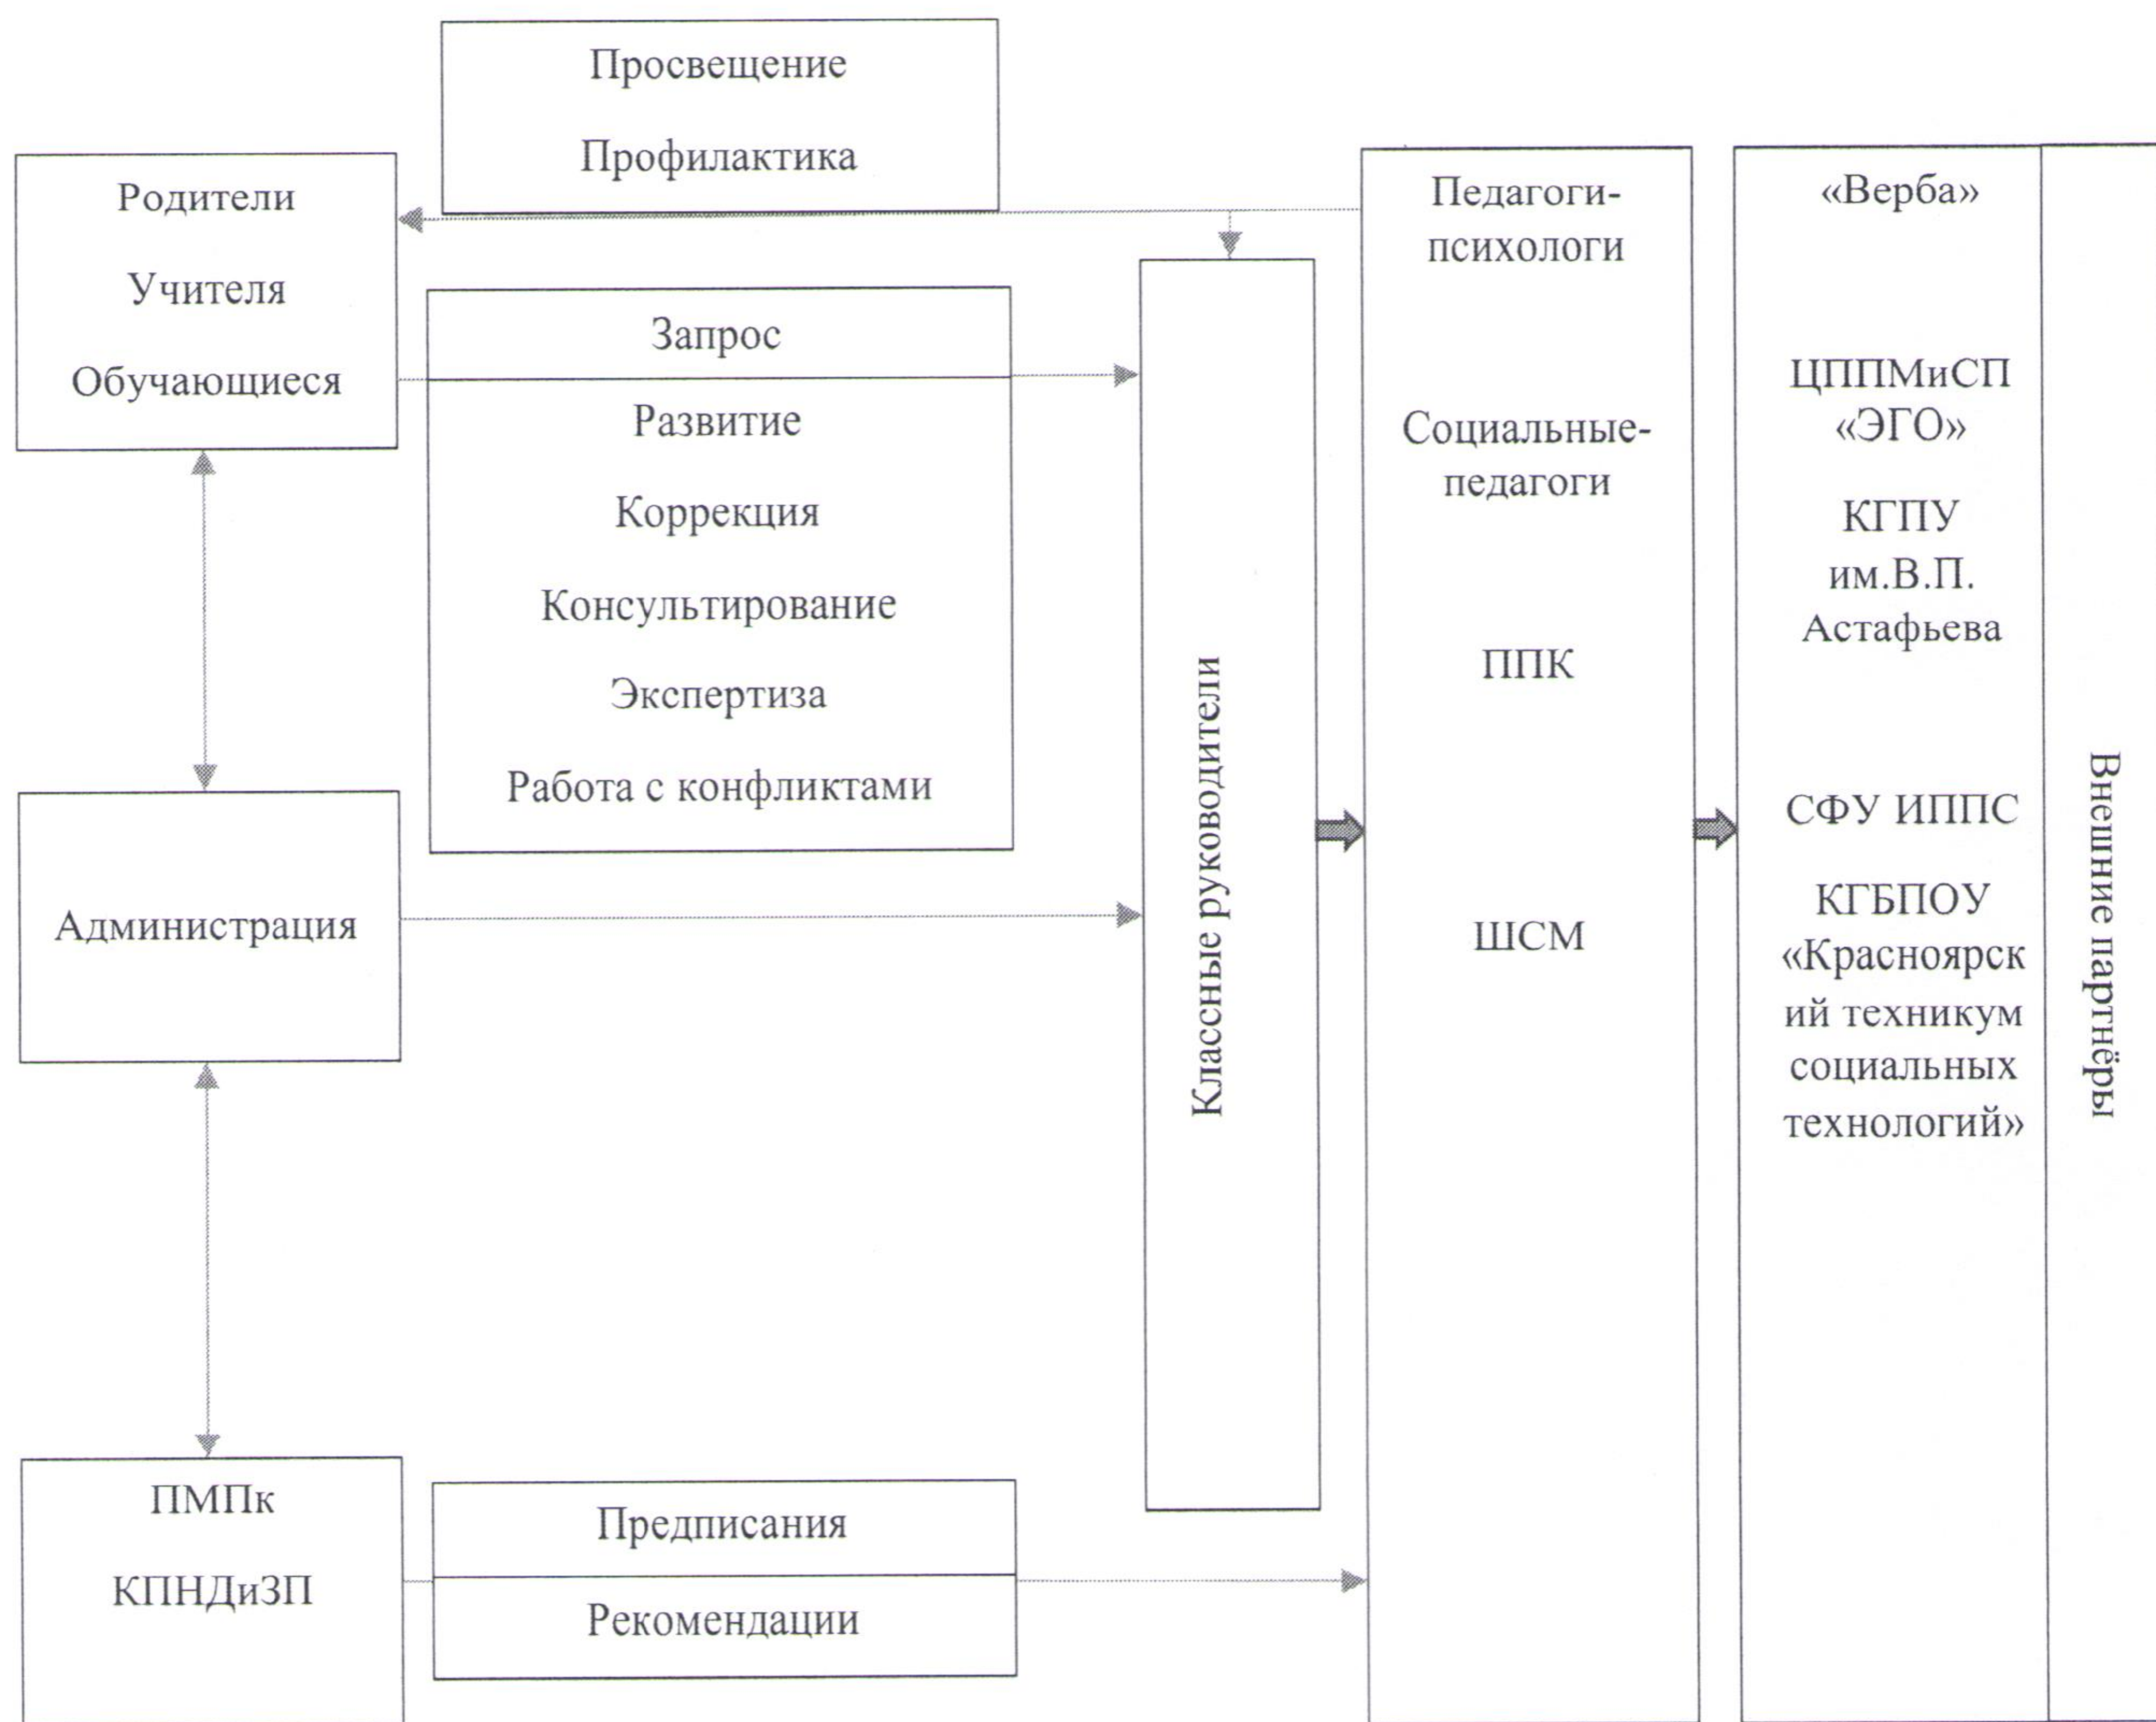 Просвещение
Профилактика
Родители
Учителя
Обучающиеся
Запрос
Развитие
Коррекция
Консультирование
Экспертиза
Работа с конфликтами
Администрация
ПМПк
КПНДиЗП
Предписания
Рекомендации
Классные руководители
Педагоги-
психологи
Социальные-
педагоги
ППК
ШСМ
«Верба»
ЦППМиСП
«ЭГО»
КГПУ
им.В.П.
Астафьева
СФУ ИППС
КГБПОУ
«Красноярск
ий техникум
социальных
технологий»
Внешние партнёры